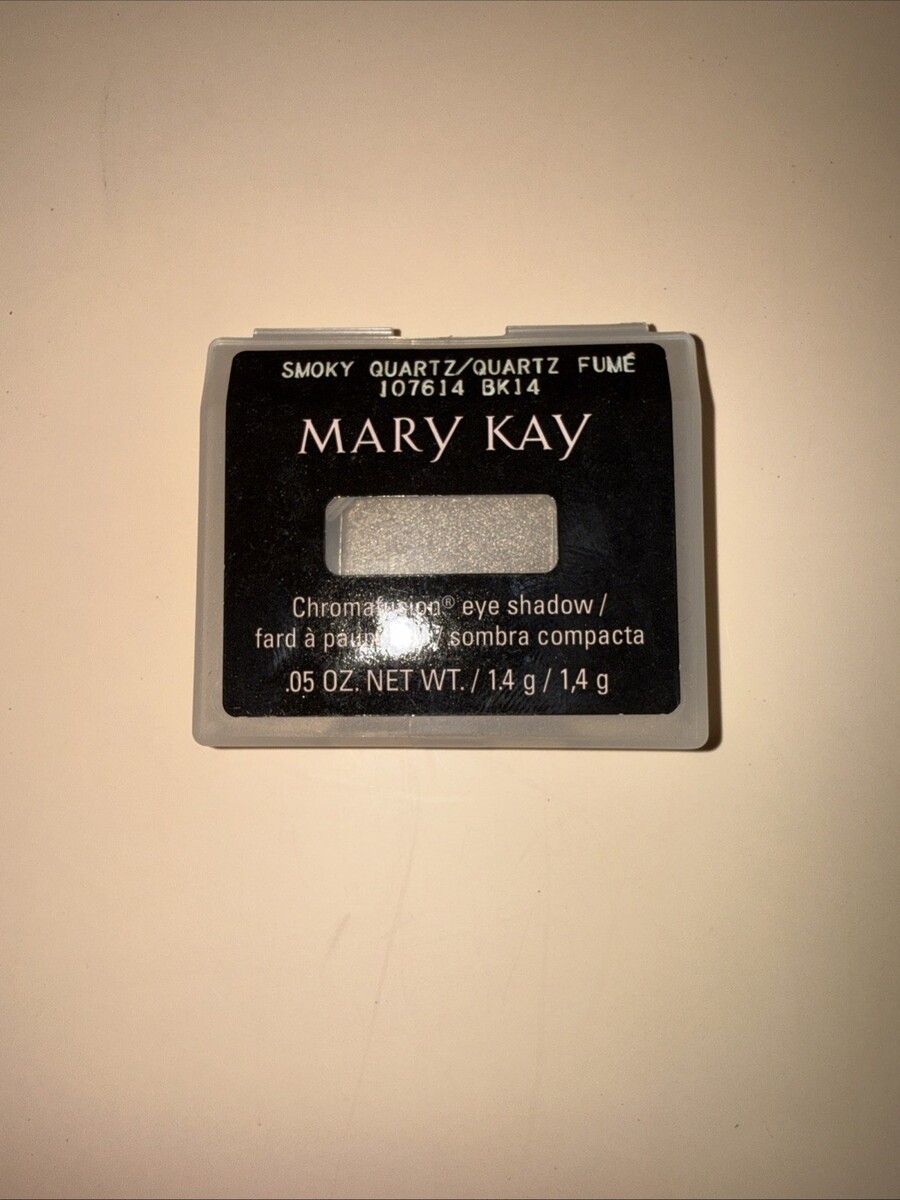 SMOKY QUARTZ/QUARTZ FUMÉ
107614 BK14
MARY KAY
Chromafusion® eye shadow /
fard à / sombra compacta
.05 OZ. NET WT. / 1.4 g / 1,4 g